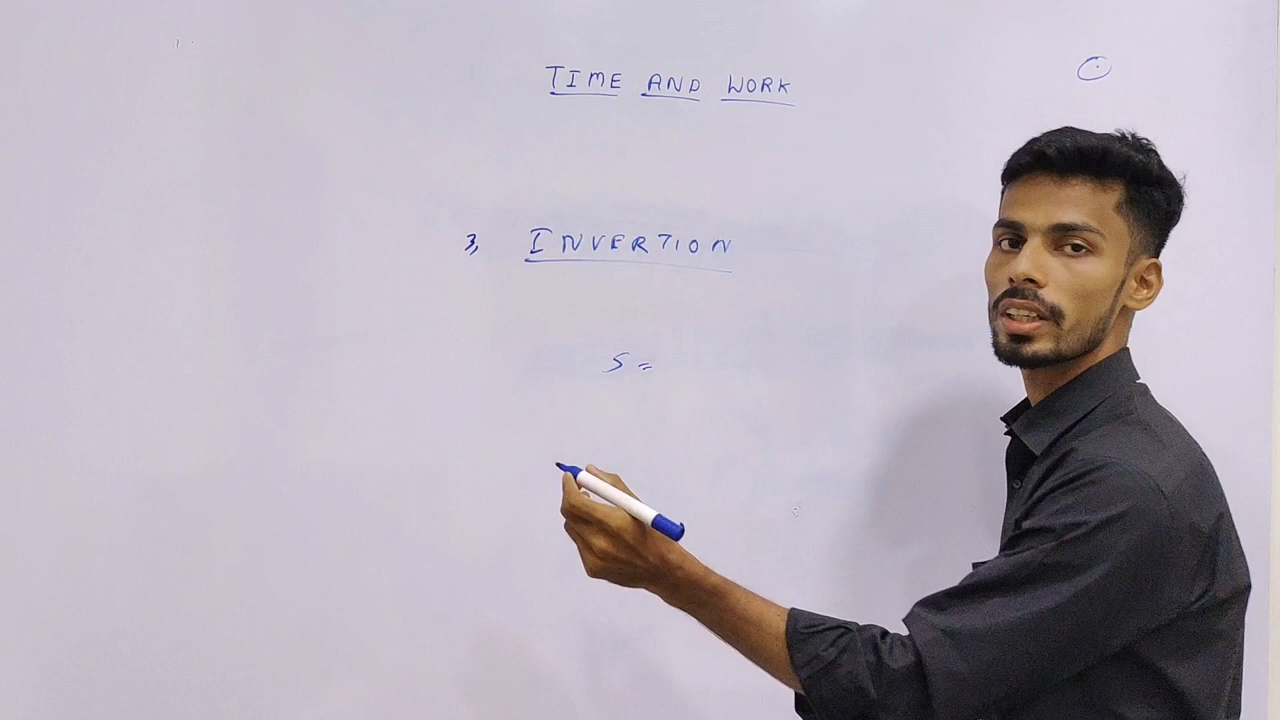 TIME AND WORK
3, INVERTION
S =